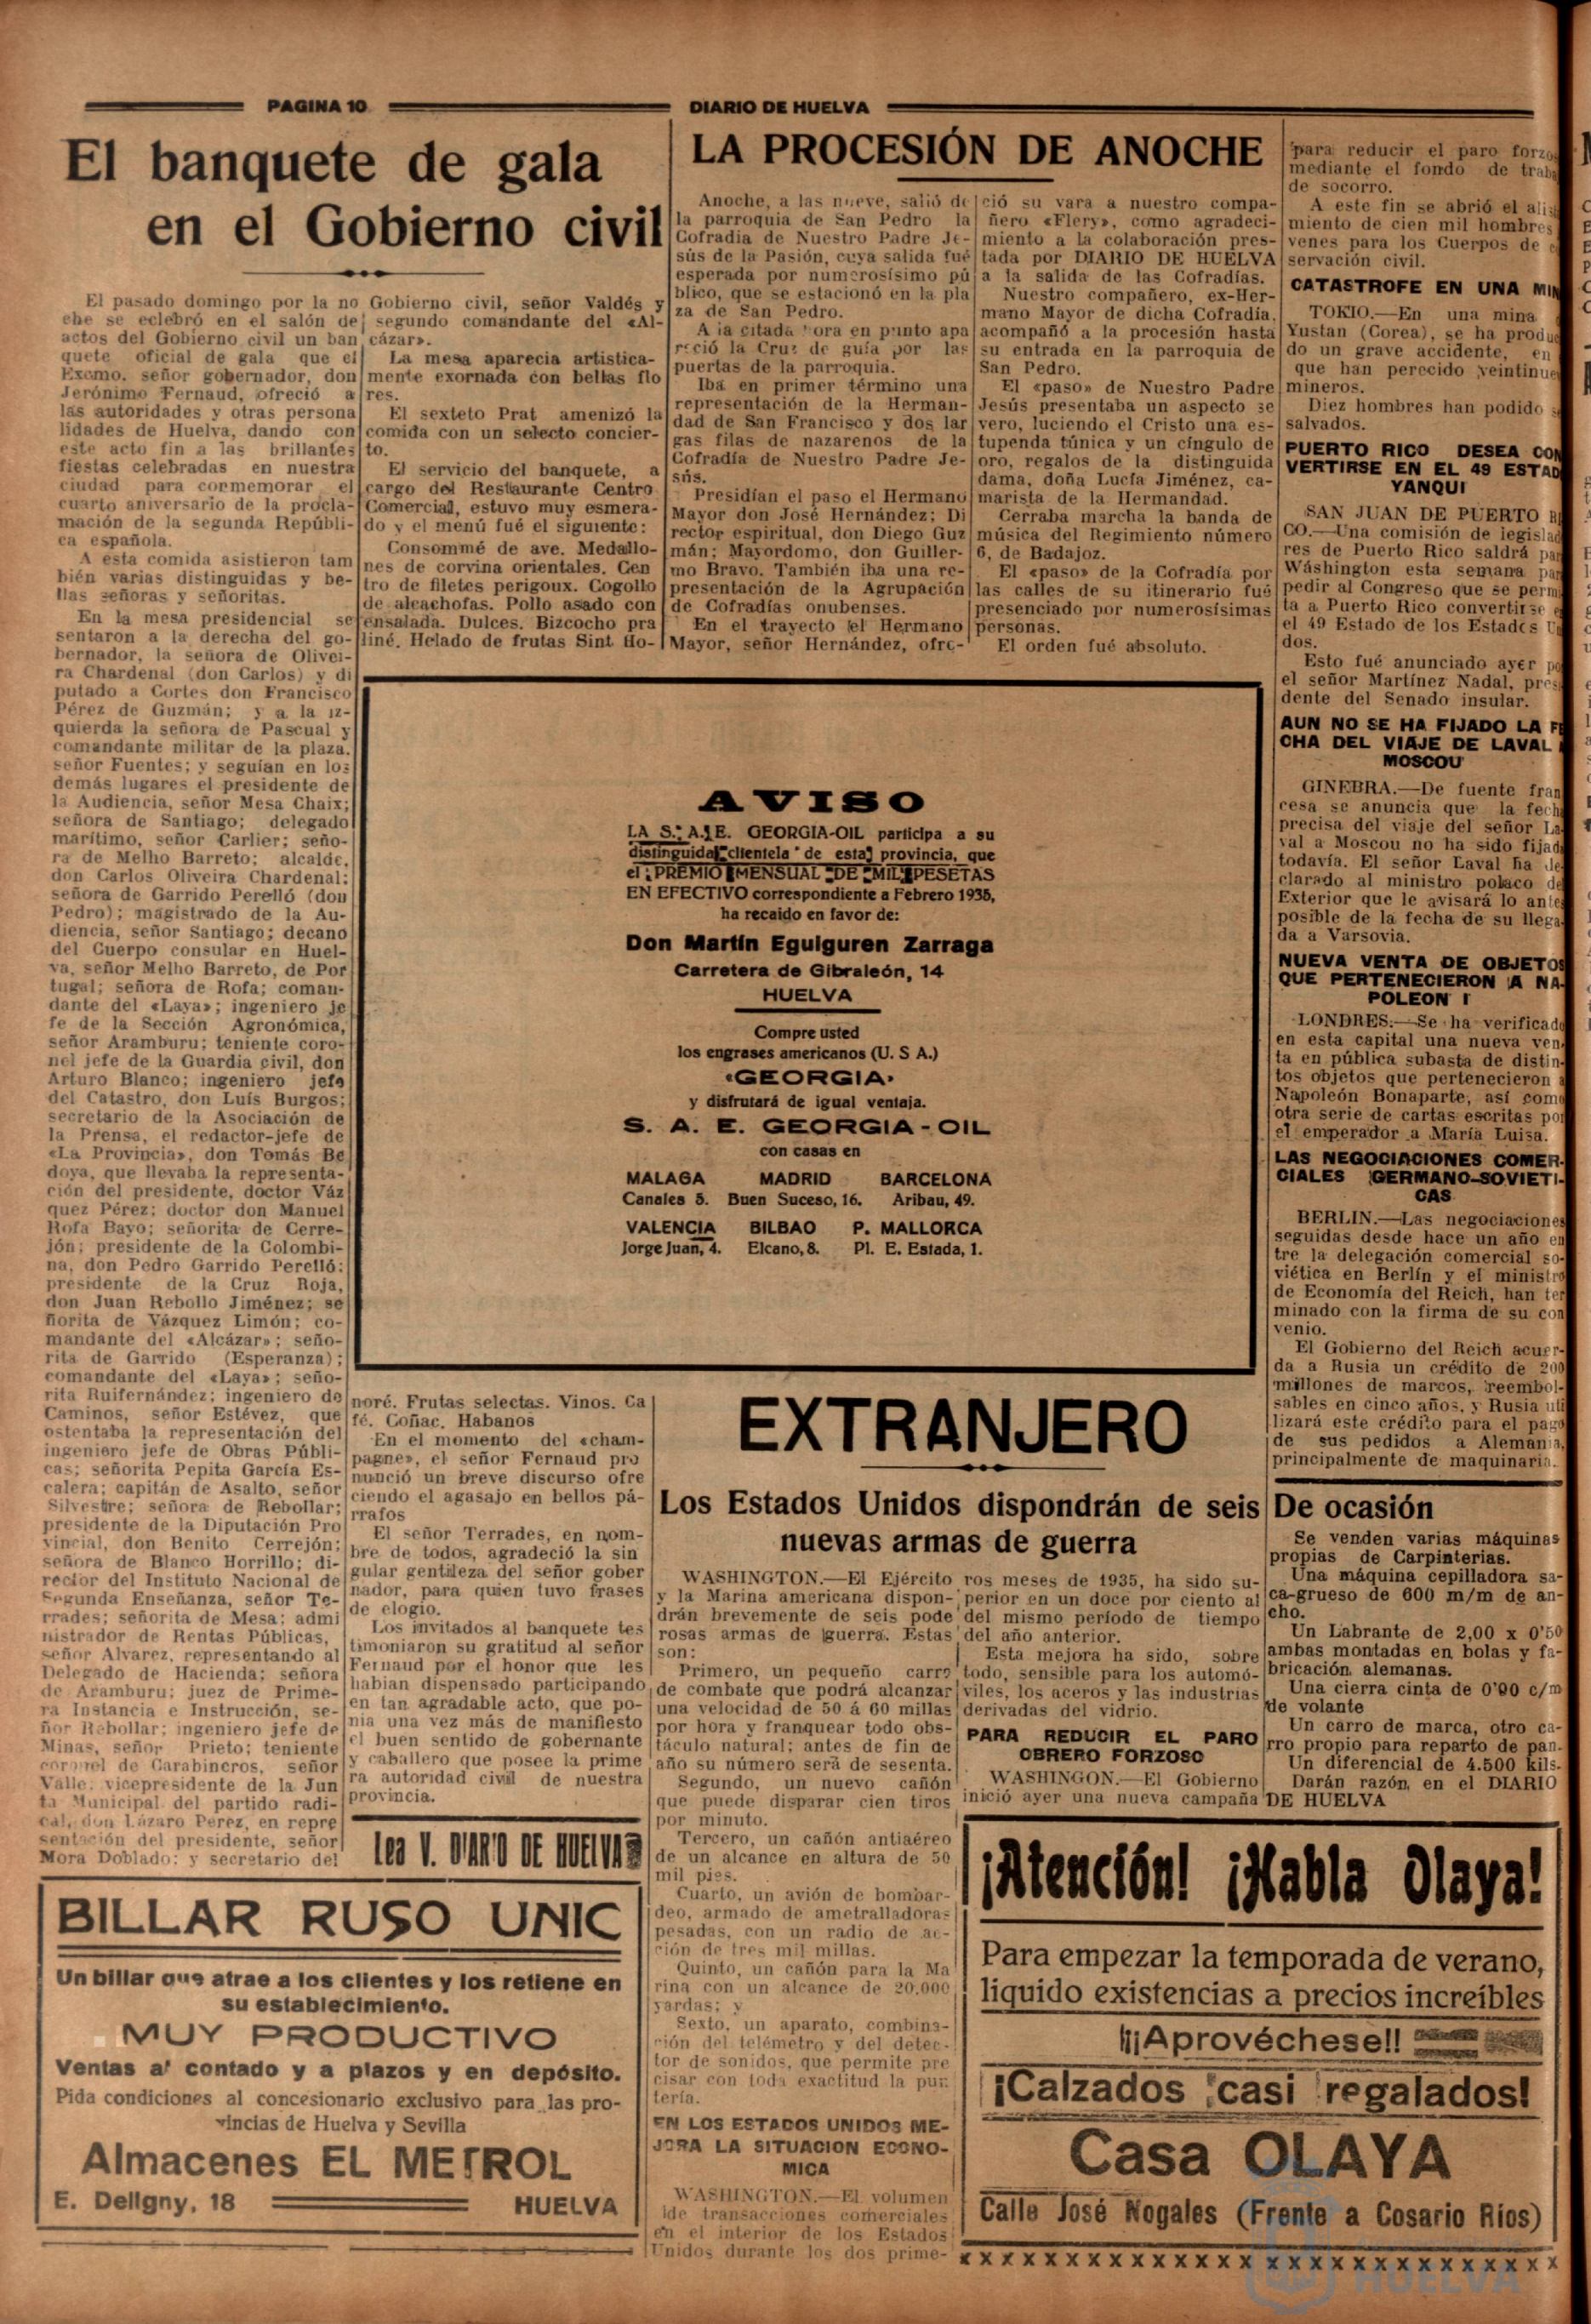 PAGINA 10
DIARIO DE HUELVA
El banquete de gala
en el Gobierno civil
El pasado domingo por la no
che se celebró en el salón de
actos del Gobierno civil un ban
quete oficial de gala que el
Excmo. señor gobernador, don
Jerónimo Fernaud, ofreció a
las autoridades y otras persona
lidades de Huelva, dando con
este acto fin a las brillantes
fiestas celebradas en nuestra
ciudad para conmemorar el
cuarto aniversario de la procla-
mación de la segunda Repúbli-
ca española.
A esta comida asistieron tam
bién varias distinguidas y be-
llas señoras y señoritas.
En la mesa presidencial se
sentaron a la derecha del go-
bernador, la señora de Olivei-
ra Chardenal (don Carlos) y di
putado a Cortes don Francisco
Pérez de Guzmán; y a la iz-
quierda la señora de Pascual y
comandante militar de la plaza.
señor Fuentes; y seguían en los
demás lugares el presidente de
la Audiencia, señor Mesa Chaix;
señora de Santiago; delegado
marítimo, señor Carlier; seño-
ra de Melho Barreto; alcalde,
don Carlos Oliveira Chardenal;
señora de Garrido Perelló (don
Pedro); magistrado de la Au-
diencia, señor Santiago; decano
del Cuerpo consular en Huel-
va, señor Melho Barreto, de Por
tugal; señora de Rofa; coman-
dante del «Laya»; ingeniero je
fe de la Sección Agronómica,
señor Aramburu; teniente coro-
nel jefe de la Guardia civil, don
Arturo Blanco; ingeniero jefe
del Catastro, don Luís Burgos;
secretario de la Asociación de
la Prensa, el redactor-jefe de
«La Provincia», don Tomás Be
doya, que llevaba la representa-
ción del presidente, doctor Váz
quez Pérez; doctor don Manuel
Rofa Bayo; señorita de Cerre-
jón; presidente de la Colombi-
na, don Pedro Garrido Perelló;
presidente de la Cruz Roja,
don Juan Rebollo Jiménez; se
ñorita de Vázquez Limón; co-
mandante del «Alcázar»; seño-
rita de Garrido (Esperanza);
comandante del «Laya»; seño-
rita Ruifernández; ingeniero de
Caminos, señor Estévez, que
ostentaba la representación del
ingeniero jefe de Obras Públi-
cas; señorita Pepita García Es-
calera; capitán de Asalto, señor
Silvestre; señora de Rebollar;
presidente de la Diputación Pro
vincial, don Benito Cerrejón;
señora de Blanco Horrillo; di-
rector del Instituto Nacional de
Segunda Enseñanza, señor Te-
rrades; señorita de Mesa; admi
nistrador de Rentas Públicas,
señor Alvarez, representando al
Delegado de Hacienda; señora
de Aramburu; juez de Prime-
ra Instancia e Instrucción, se-
ñor Rebollar; ingeniero jefe de
Minas, señor Prieto; teniente
coronel de Carabineros, señor
Valle; vicepresidente de la Jun
ta Municipal del partido radi-
cal, don Lázaro Perez, en repre
sentación del presidente, señor
Mora Doblado; y secretario del
Gobierno civil, señor Valdés y
segundo comandante del «Al-
cázar».
La mesa aparecia artistica-
mente exornada con bellas flo
res.
El sexteto Prat amenizó la
comida con un selecto concier-
to.
El servicio del banquete, a
cargo del Restaurante Centro
Comercial, estuvo muy esmera-
do y el menú fué el siguiente:
Consommé de ave. Medallo-
nes de corvina orientales. Cen
tro de filetes perigoux. Cogollo
de alcachofas. Pollo asado con
ensalada. Dulces. Bizcocho pra
liné. Helado de frutas Sint Ho-
noré. Frutas selectas. Vinos. Ca
fé. Coñac. Habanos
En el momento del «cham-
pagne», el señor Fernaud pro
nunció un breve discurso ofre
ciendo el agasajo en bellos pá-
rrafos
El señor Terrades, en nom-
bre de todos, agradeció la sin
gular gentileza del señor gober
nador, para quien tuvo frases
de elogio.
Los invitados al banquete tes
timoniaron su gratitud al señor
Fernaud por el honor que les
habian dispensado participando
en tan agradable acto, que po-
nia una vez más de manifiesto
el buen sentido de gobernante
y caballero que posee la prime
ra autoridad civil de nuestra
provincia.
Lea V. DIARIO DE HUELVA
BILLAR RUSO UNIC
Un billar que atrae a los clientes y los retiene en
su establecimiento.
MUY PRODUCTIVO
Ventas al contado y a plazos y en depósito.
Pida condiciones al concesionario exclusivo para las pro-
vincias de Huelva y Sevilla
Almacenes EL METROL
E. Deligny, 18 HUELVA
LA PROCESIÓN DE ANOCHE
Anoche, a las nueve, salió de
la parroquia de San Pedro la
Cofradia de Nuestro Padre Je-
sús de la Pasión, cuya salida fué
esperada por numerosísimo pú
blico, que se estacionó en la pla
za de San Pedro.
A la citada hora en punto apa
reció la Cruz de guía por las
puertas de la parroquia.
Iba en primer término una
representación de la Herman-
dad de San Francisco y dos lar
gas filas de nazarenos de la
Cofradía de Nuestro Padre Je-
sús.
Presidían el paso el Hermano
Mayor don José Hernández; Di
rector espiritual, don Diego Guz
mán; Mayordomo, don Guiller-
mo Bravo. También iba una re-
presentación de la Agrupación
de Cofradías onubenses.
En el trayecto el Hermano
Mayor, señor Hernández, ofre-
ció su vara a nuestro compa-
ñero «Flery», como agradeci-
miento a la colaboración pres-
tada por DIARIO DE HUELVA
a la salida de las Cofradías.
Nuestro compañero, ex-Her-
mano Mayor de dicha Cofradía,
acompañó a la procesión hasta
su entrada en la parroquia de
San Pedro.
El «paso» de Nuestro Padre
Jesús presentaba un aspecto se
vero, luciendo el Cristo una es-
tupenda túnica y un cíngulo de
oro, regalos de la distinguida
dama, doña Lucía Jiménez, ca-
marista de la Hermandad.
Cerraba marcha la banda de
música del Regimiento número
6, de Badajoz.
El «paso» de la Cofradía por
las calles de su itinerario fué
presenciado por numerosísimas
personas.
El orden fué absoluto.
AVISO
LA S. A. E. GEORGIA-OIL participa a su
distinguida clientela de esta provincia, que
el PREMIO MENSUAL DE MIL PESETAS
EN EFECTIVO correspondiente a Febrero 1935,
ha recaido en favor de:
Don Martín Eguiguren Zarraga
Carretera de Gibraleón, 14
HUELVA
Compre usted
los engrases americanos (U. S A.)
«GEORGIA»
y disfrutará de igual ventaja.
S. A. E. GEORGIA-OIL
con casas en
MALAGA MADRID BARCELONA
Canales 5. Buen Suceso, 16. Aribau, 49.
VALENCIA BILBAO P. MALLORCA
Jorge Juan, 4. Elcano, 8. Pl. E. Estada, 1.
EXTRANJERO
Los Estados Unidos dispondrán de seis
nuevas armas de guerra
WASHINGTON.—El Ejército
y la Marina americana dispon-
drán brevemente de seis pode
rosas armas de guerra. Estas
son:
Primero, un pequeño carro
de combate que podrá alcanzar
una velocidad de 50 á 60 millas
por hora y franquear todo obs-
táculo natural; antes de fin de
año su número será de sesenta.
Segundo, un nuevo cañón
que puede disparar cien tiros
por minuto.
Tercero, un cañón antiaéreo
de un alcance en altura de 50
mil pies.
Cuarto, un avión de bombar-
deo, armado de ametralladoras
pesadas, con un radio de ac-
ción de tres mil millas.
Quinto, un cañón para la Ma
rina con un alcance de 20.000
yardas; y
Sexto, un aparato, combina-
ción del telémetro y del detec-
tor de sonidos, que permite pre
cisar con toda exactitud la pun
tería.
EN LOS ESTADOS UNIDOS ME-
JORA LA SITUACION ECONO-
MICA
WASHINGTON.—El volumen
de transacciones comerciales
en el interior de los Estados
Unidos durante los dos prime-
ros meses de 1935, ha sido su-
perior en un doce por ciento al
del mismo período de tiempo
del año anterior.
Esta mejora ha sido, sobre
todo, sensible para los automó-
viles, los aceros y las industrias
derivadas del vidrio.
PARA REDUCIR EL PARO
OBRERO FORZOSO
WASHINGON.—El Gobierno
inició ayer una nueva campaña
para reducir el paro forzo
mediante el fondo de trab
de socorro.
A este fin se abrió el alis
miento de cien mil hombres
venes para los Cuerpos de
servación civil.
CATASTROFE EN UNA MIN
TOKIO.—En una mina
Yustan (Corea), se ha produ
do un grave accidente, en
que han perecido veintinue
mineros.
Diez hombres han podido s
salvados.
PUERTO RICO DESEA CON
VERTIRSE EN EL 49 ESTAD
YANQUI
SAN JUAN DE PUERTO RI
CO.—Una comisión de legislad
res de Puerto Rico saldrá par
Wáshington esta semana par
pedir al Congreso que se permi
ta a Puerto Rico convertirse e
el 49 Estado de los Estados Un
dos.
Esto fué anunciado ayer po
el señor Martínez Nadal, presi
dente del Senado insular.
AUN NO SE HA FIJADO LA FE
CHA DEL VIAJE DE LAVAL
MOSCOU
GINEBRA.—De fuente fran
cesa se anuncia que la fech
precisa del viaje del señor La
val a Moscou no ha sido fijad
todavía. El señor Laval ha de
clarado al ministro polaco de
Exterior que le avisará lo ante
posible de la fecha de su llega
da a Varsovia.
NUEVA VENTA DE OBJETOS
QUE PERTENECIERON A NA-
POLEON I
LONDRES.—Se ha verificado
en esta capital una nueva ven
ta en pública subasta de distin-
tos objetos que pertenecieron a
Napoleón Bonaparte, así como
otra serie de cartas escritas por
el emperador a María Luisa.
LAS NEGOCIACIONES COMER-
CIALES GERMANO-SOVIETI-
CAS
BERLIN.—Las negociaciones
seguidas desde hace un año en
tre la delegación comercial so-
viética en Berlín y el ministro
de Economía del Reich, han ter
minado con la firma de su con
venio.
El Gobierno del Reich acuer-
da a Rusia un crédito de 200
millones de marcos, reembol-
sables en cinco años, y Rusia uti
lizará este crédito para el pago
de sus pedidos a Alemania,
principalmente de maquinaria.
De ocasión
Se venden varias máquinas
propias de Carpinterias.
Una máquina cepilladora sa-
ca-grueso de 600 m/m de an-
cho.
Un Labrante de 2,00 x 0'50
ambas montadas en bolas y fa-
bricación alemanas.
Una cierra cinta de 0'90 c/m
de volante
Un carro de marca, otro ca-
rro propio para reparto de pan.
Un diferencial de 4.500 kils.
Darán razón, en el DIARIO
DE HUELVA
¡Atención! ¡Habla Olaya!
Para empezar la temporada de verano,
liquido existencias a precios increíbles
¡¡¡Aprovéchese!!
¡Calzados casi regalados!
Casa OLAYA
Calle José Nogales (Frente a Cosario Ríos)
HUELVA